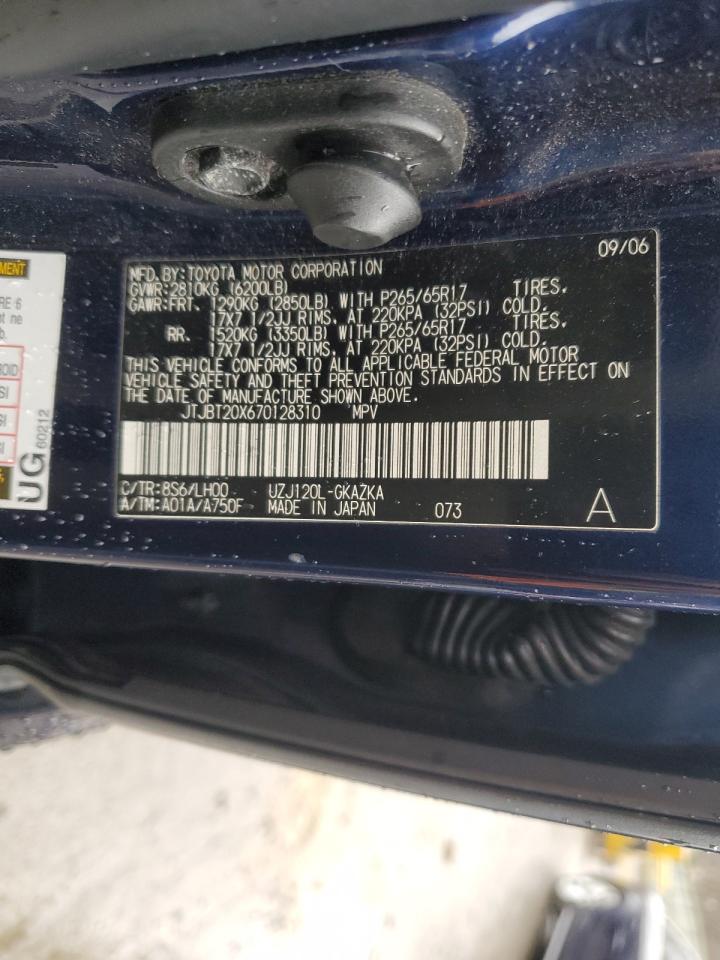 09/06
MFD.BY:TOYOTA MOTOR CORPORATION
GVWR:2810KG (6200LB)
GAWR:FRT. 1290KG (2850LB) WITH P265/65R17 TIRES.
17X7 1/2JJ RIMS, AT 220KPA (32PSI) COLD.
RR. 1520KG (3350LB) WITH P265/65R17 TIRES.
17X7 1/2JJ RIMS, AT 220KPA (32PSI) COLD.
THIS VEHICLE CONFORMS TO ALL APPLICABLE FEDERAL MOTOR
VEHICLE SAFETY AND THEFT PREVENTION STANDARDS IN EFFECT ON
THE DATE OF MANUFACTURE SHOWN ABOVE.
JTJBT20X670128310 MPV
C/TR:8S6/LH00 UZJ120L-GKAZKA
A/TM:A01A/A750F MADE IN JAPAN 073 A
UG 60212